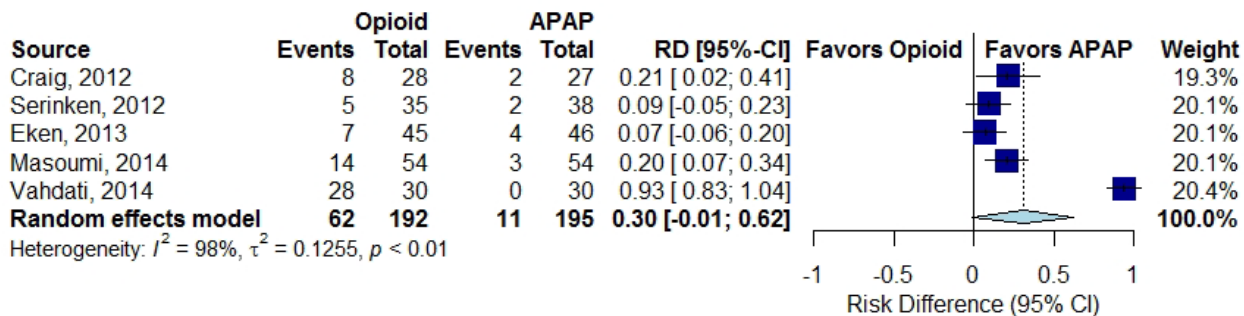 Opioid APAP
Source Events Total Events Total RD [95%-CI] Favors Opioid Favors APAP Weight
Craig, 2012 8 28 2 27 0.21 [ 0.02; 0.41] 19.3%
Serinken, 2012 5 35 2 38 0.09 [-0.05; 0.23] 20.1%
Eken, 2013 7 45 4 46 0.07 [-0.06; 0.20] 20.1%
Masoumi, 2014 14 54 3 54 0.20 [ 0.07; 0.34] 20.1%
Vahdati, 2014 28 30 0 30 0.93 [ 0.83; 1.04] 20.4%
Random effects model 62 192 11 195 0.30 [-0.01; 0.62] 100.0%
Heterogeneity: I² = 98%, τ² = 0.1255, p < 0.01
-1 -0.5 0 0.5 1
Risk Difference (95% CI)